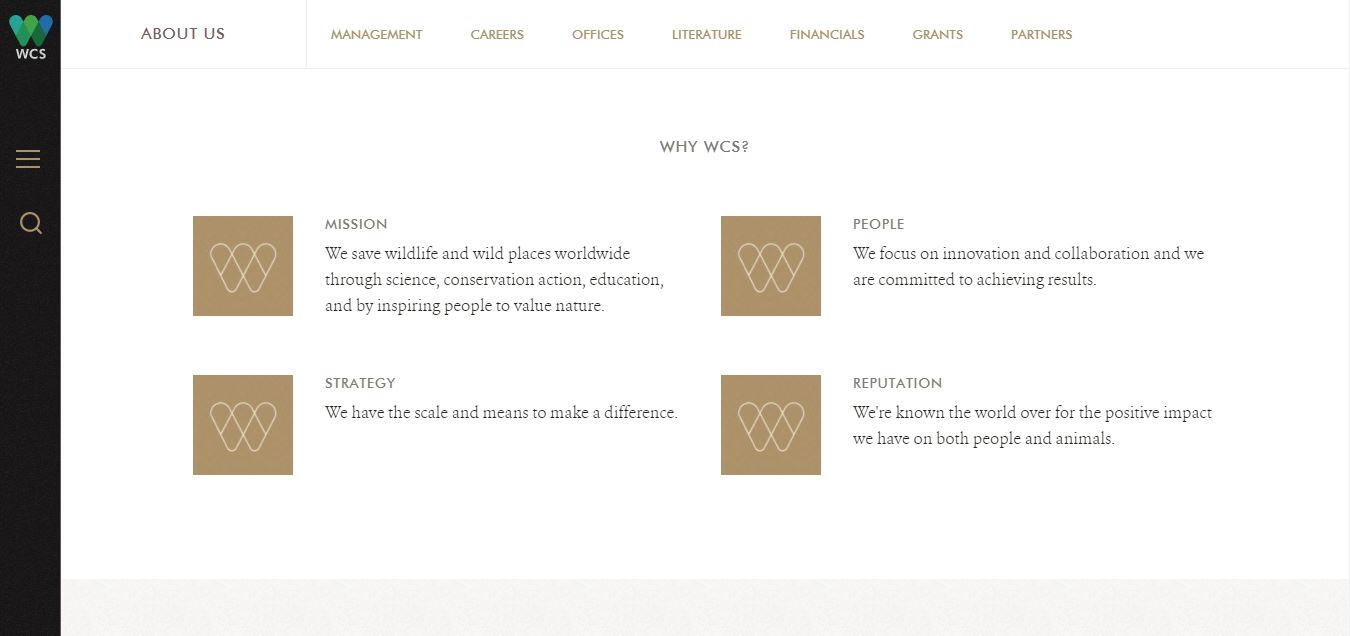 WCS
ABOUT US
MANAGEMENT
CAREERS
OFFICES
LITERATURE
FINANCIALS
GRANTS
PARTNERS
WHY WCS?
MISSION
We save wildlife and wild places worldwide
through science, conservation action, education,
and by inspiring people to value nature.
PEOPLE
We focus on innovation and collaboration and we
are committed to achieving results.
STRATEGY
We have the scale and means to make a difference.
REPUTATION
We're known the world over for the positive impact
we have on both people and animals.